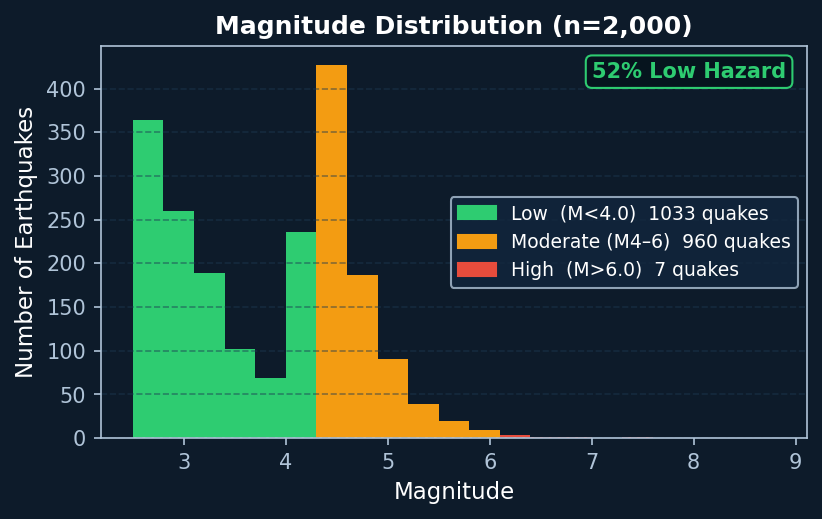 Magnitude Distribution (n=2,000)
52% Low Hazard
Number of Earthquakes
400
350
300
250
200
150
100
50
0
Low (M<4.0) 1033 quakes
Moderate (M4–6) 960 quakes
High (M>6.0) 7 quakes
3 4 5 6 7 8 9
Magnitude